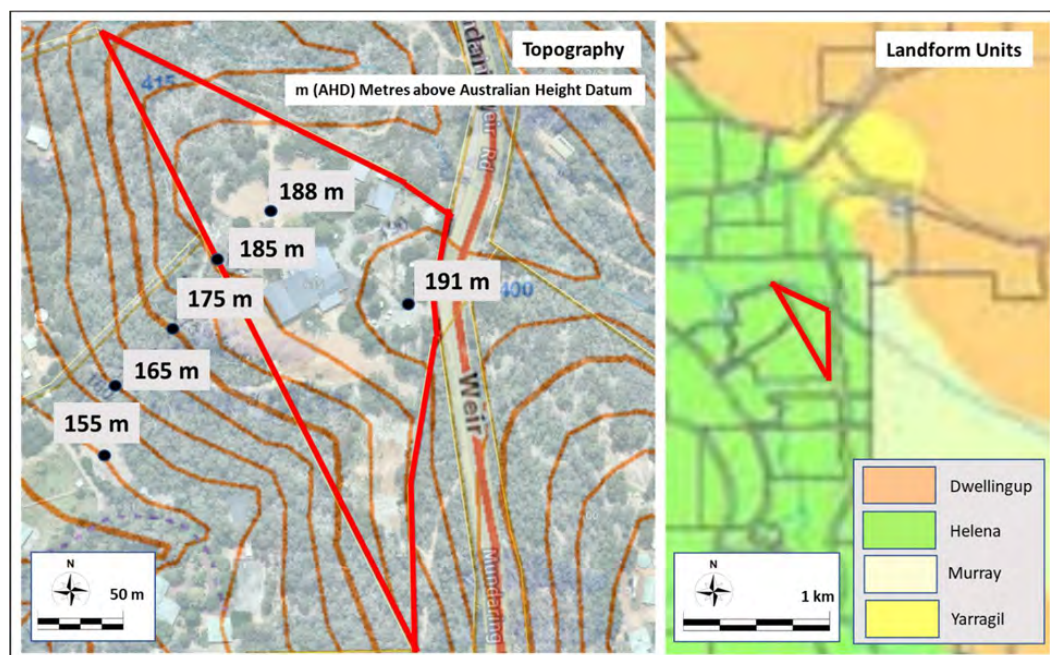 Topography
m (AHD) Metres above Australian Height Datum
415
188 m
185 m
191 m
400
175 m
165 m
155 m
Weir
Mundaring
N
50 m
Landform Units
N
1 km
Dwellingup
Helena
Murray
Yarragil